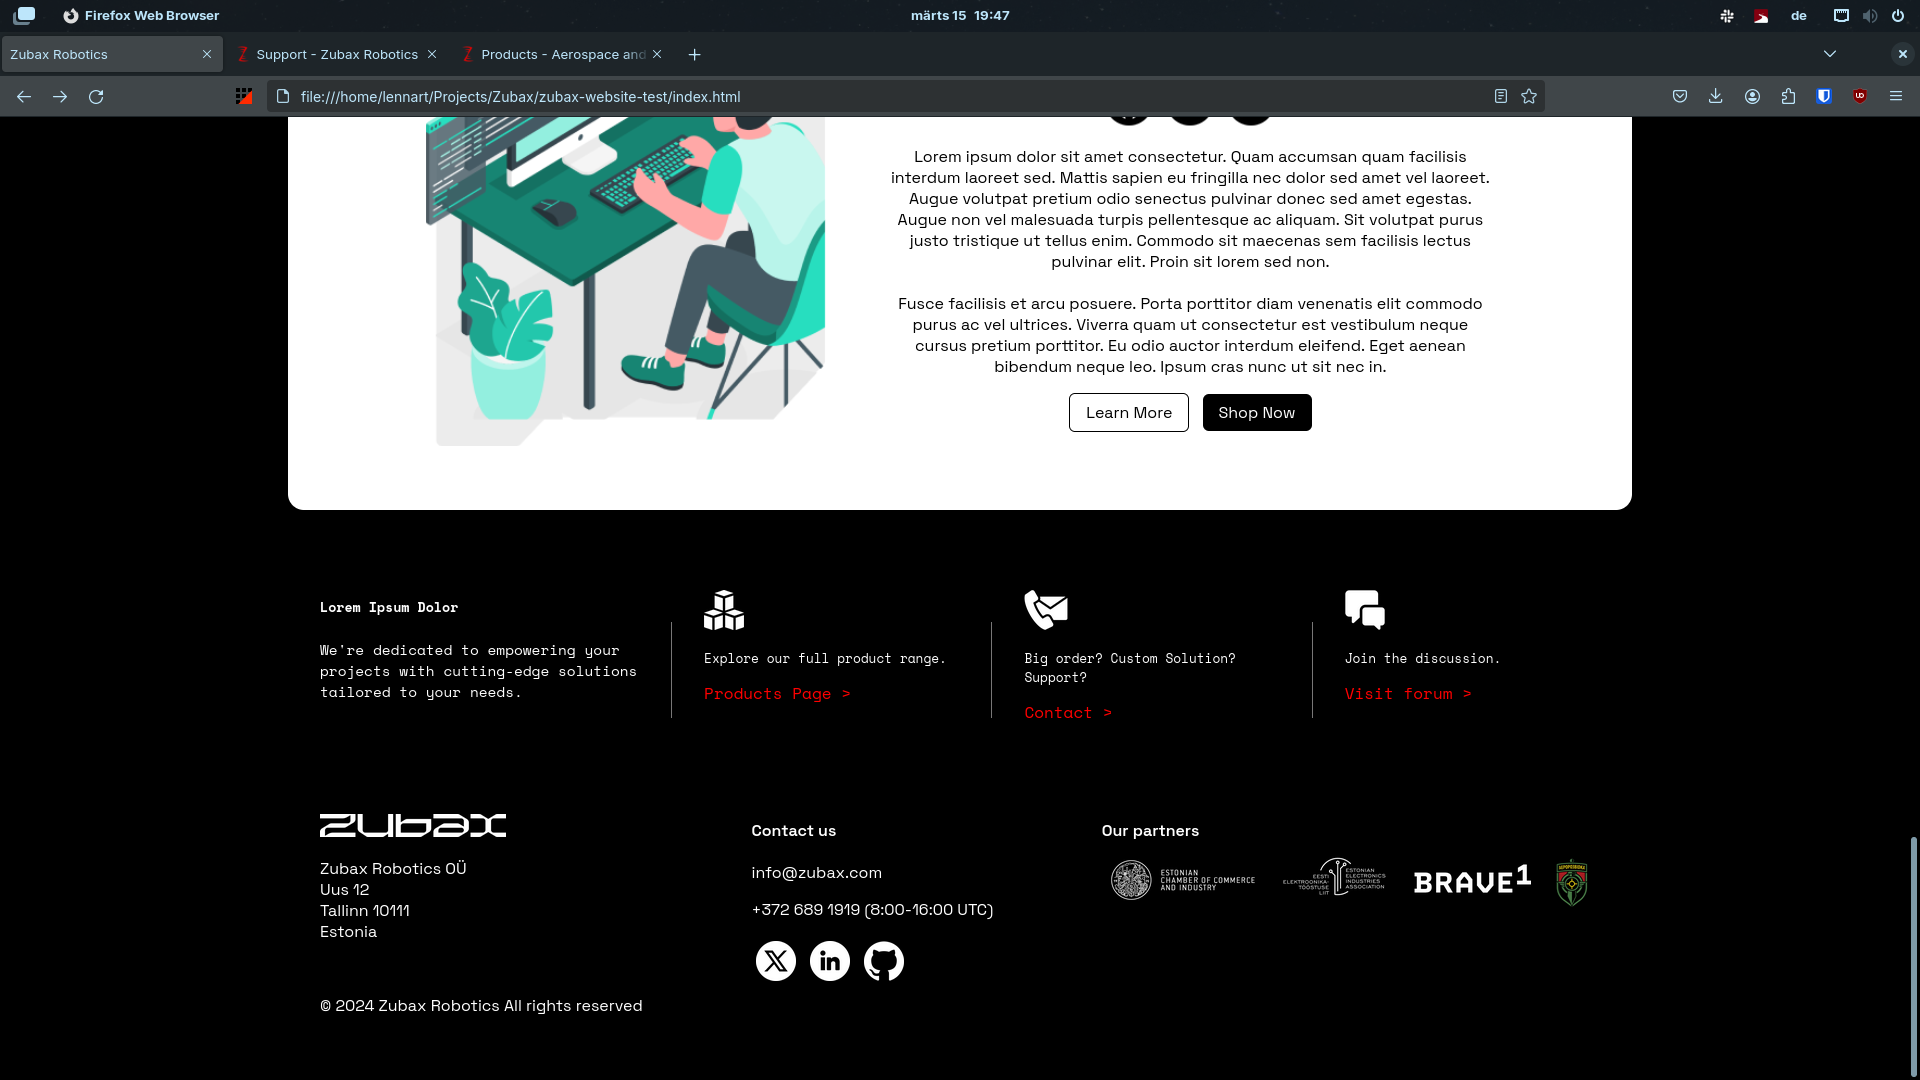 Firefox Web Browser
märts 15 19:47
de
Zubax Robotics
Support - Zubax Robotics
Products - Aerospace and
file:///home/lennart/Projects/Zubax/zubax-website-test/index.html
Lorem ipsum dolor sit amet consectetur. Quam accumsan quam facilisis
interdum laoreet sed. Mattis sapien eu fringilla nec dolor sed amet vel laoreet.
Augue volutpat pretium odio senectus pulvinar donec sed amet egestas.
Augue non vel malesuada turpis pellentesque ac aliquam. Sit volutpat purus
justo tristique ut tellus enim. Commodo sit maecenas sem facilisis lectus
pulvinar elit. Proin sit lorem sed non.
Fusce facilisis et arcu posuere. Porta porttitor diam venenatis elit commodo
purus ac vel ultrices. Viverra quam ut consectetur est vestibulum neque
cursus pretium porttitor. Eu odio auctor interdum eleifend. Eget aenean
bibendum neque leo. Ipsum cras nunc ut sit nec in.
Learn More
Shop Now
Lorem Ipsum Dolor
We're dedicated to empowering your
projects with cutting-edge solutions
tailored to your needs.
Explore our full product range.
Products Page >
Big order? Custom Solution?
Support?
Contact >
Join the discussion.
Visit forum >
zubax
Zubax Robotics OÜ
Uus 12
Tallinn 10111
Estonia
© 2024 Zubax Robotics All rights reserved
Contact us
info@zubax.com
+372 689 1919 (8:00-16:00 UTC)
X
in
Our partners
ESTONIAN
CHAMBER OF COMMERCE
AND INDUSTRY
EESTI
ELEKTROONIKA-
TÖÖSTUSE
LIIT
ESTONIAN
ELECTRONICS
INDUSTRIES
ASSOCIATION
BRAVE1